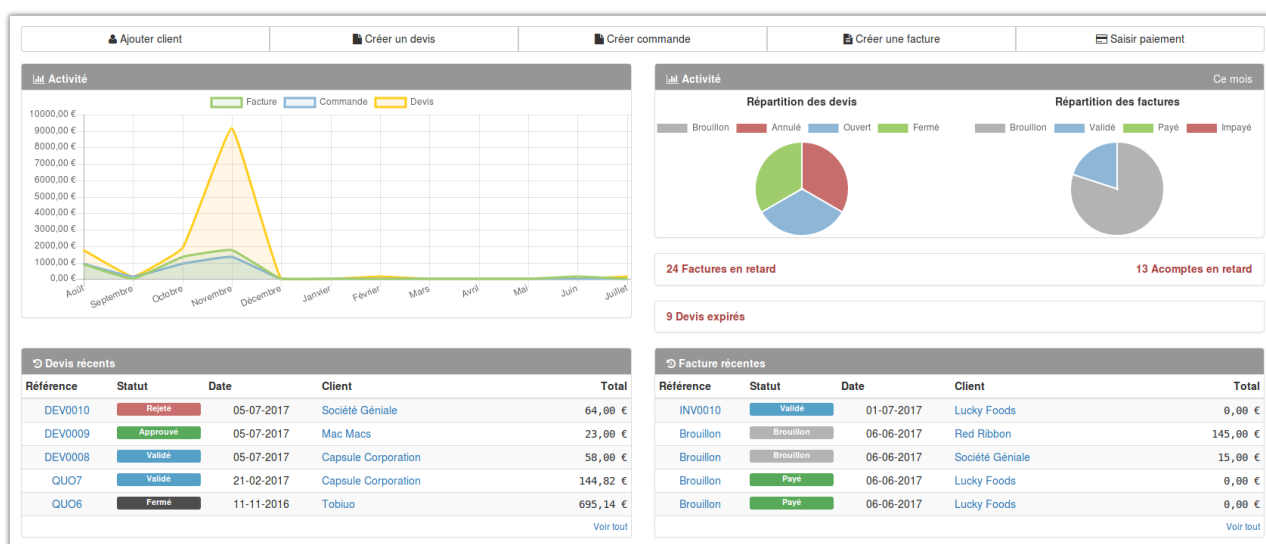 Ajouter client Créer un devis Créer commande Créer une facture Saisir paiement
Activité
Facture Commande Devis
10000,00 €
9000,00 €
8000,00 €
7000,00 €
6000,00 €
5000,00 €
4000,00 €
3000,00 €
2000,00 €
1000,00 €
0,00 €
Août Septembre Octobre Novembre Décembre Janvier Février Mars Avril Mai Juin Juillet
Activité Ce mois
Répartition des devis
Brouillon Annulé Ouvert Fermé
Répartition des factures
Brouillon Validé Payé Impayé
24 Factures en retard 13 Acomptes en retard
9 Devis expirés
Devis récents
Référence Statut Date Client Total
DEV0010 Rejeté 05-07-2017 Société Géniale 64,00 €
DEV0009 Approuvé 05-07-2017 Mac Macs 23,00 €
DEV0008 Validé 05-07-2017 Capsule Corporation 58,00 €
QUO7 Validé 21-02-2017 Capsule Corporation 144,82 €
QUO6 Fermé 11-11-2016 Tobiuo 695,14 €
Voir tout
Facture récentes
Référence Statut Date Client Total
INV0010 Validé 01-07-2017 Lucky Foods 0,00 €
Brouillon Brouillon 06-06-2017 Red Ribbon 145,00 €
Brouillon Brouillon 06-06-2017 Société Géniale 15,00 €
Brouillon Payé 06-06-2017 Lucky Foods 0,00 €
Brouillon Payé 06-06-2017 Lucky Foods 0,00 €
Voir tout